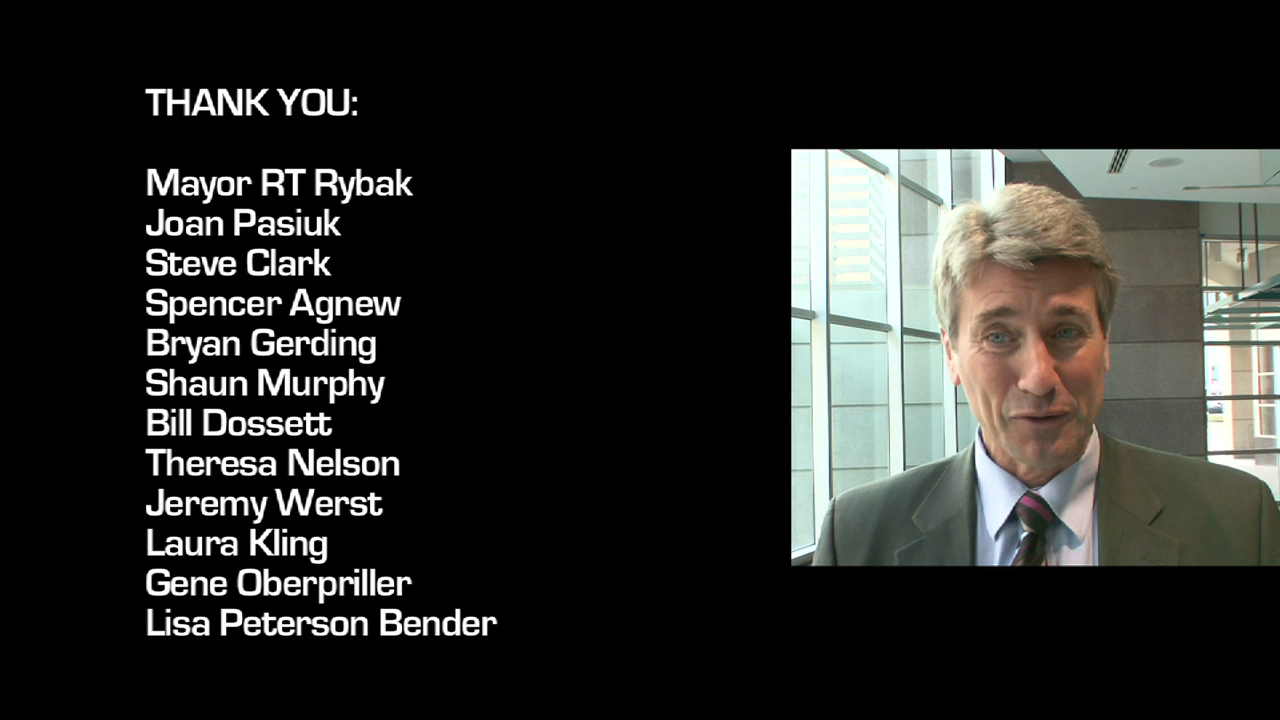 THANK YOU:
Mayor RT Rybak
Joan Pasiuk
Steve Clark
Spencer Agnew
Bryan Gerding
Shaun Murphy
Bill Dossett
Theresa Nelson
Jeremy Werst
Laura Kling
Gene Oberpriller
Lisa Peterson Bender